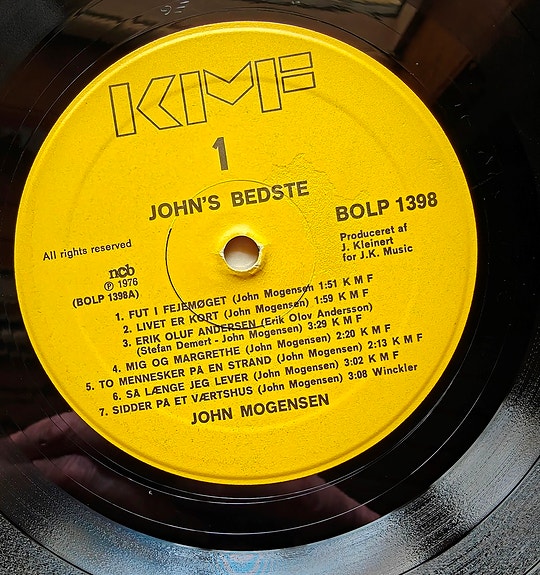 KMF
1
JOHN'S BEDSTE
BOLP 1398
All rights reserved
Produceret af
J. Kleinert
for J.K. Music
ncb
℗ 1976
(BOLP 1398A)
1. FUT I FEJEMØGET (John Mogensen) 1:51 K M F
2. LIVET ER KORT (John Mogensen) 1:59 K M F
3. ERIK OLUF ANDERSEN (Erik Olov Andersson)
(Stefan Demert - John Mogensen) 3:29 K M F
4. MIG OG MARGRETHE (John Mogensen) 2:20 K M F
5. TO MENNESKER PÅ EN STRAND (John Mogensen) 2:13 K M F
6. SA LÆNGE JEG LEVER (John Mogensen) 3:02 K M F
7. SIDDER PÅ ET VÆRTSHUS (John Mogensen) 3:08 Winckler
JOHN MOGENSEN